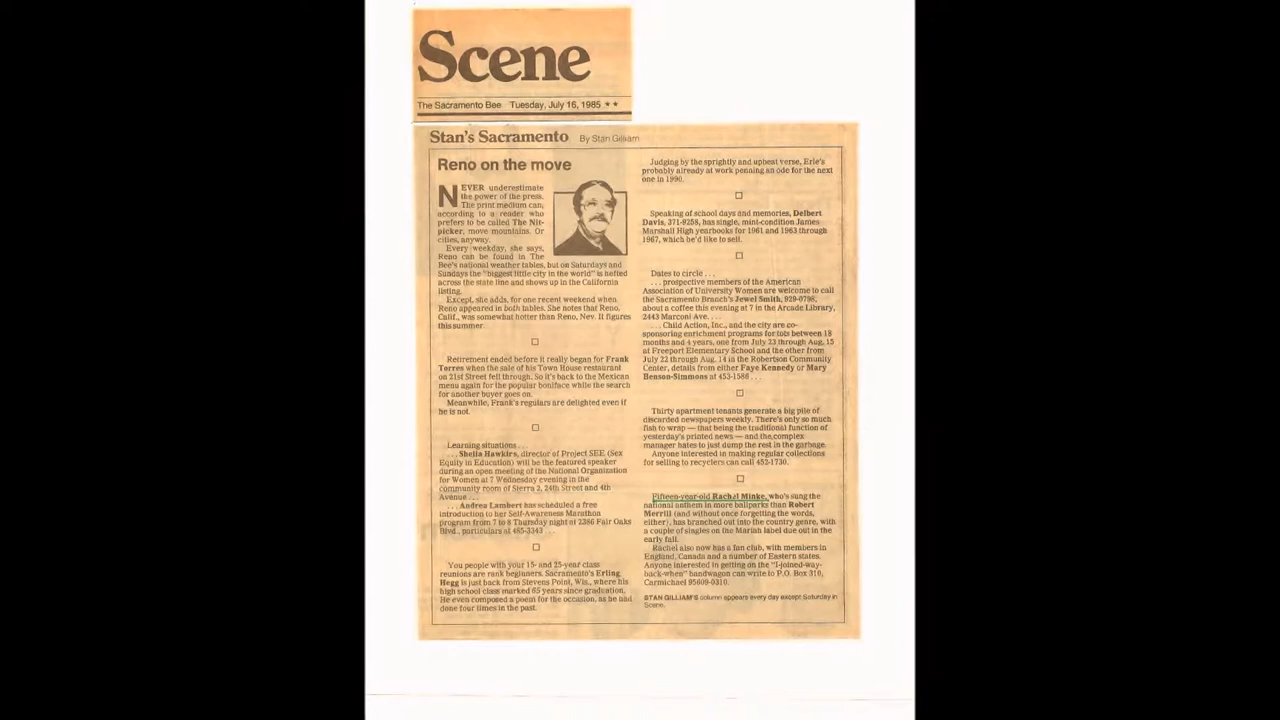 Scene
The Sacramento Bee Tuesday, July 16, 1985 ★★
Stan's Sacramento By Stan Gilliam
Reno on the move
NEVER underestimate
the power of the press.
The print medium can,
according to a reader who
prefers to be called The Nit-
picker, move mountains. Or
cities, anyway.
Every weekday, she says,
Reno can be found in The
Bee's national weather tables, but on Saturdays and
Sundays the "biggest little city in the world" is hefted
across the state line and shows up in the California
listing.
Except, she adds, for one recent weekend when
Reno appeared in both tables. She notes that Reno,
Calif., was somewhat hotter than Reno, Nev. It figures
this summer.
Retirement ended before it really began for Frank
Torres when the sale of his Town House restaurant
on 21st Street fell through. So it's back to the Mexican
menu again for the popular boniface while the search
for another buyer goes on.
Meanwhile, Frank's regulars are delighted even if
he is not.
Learning situations . . .
. . . Sheila Hawkins, director of Project SEE (Sex
Equity in Education) will be the featured speaker
during an open meeting of the National Organization
for Women at 7 Wednesday evening in the
community room of Sierra 2, 24th Street and 4th
Avenue . . .
. . . Andrea Lambert has scheduled a free
introduction to her Self-Awareness Marathon
program from 7 to 8 Thursday night at 2386 Fair Oaks
Blvd., particulars at 485-3343 . . .
You people with your 15- and 25-year class
reunions are rank beginners. Sacramento's Erling
Hegg is just back from Stevens Point, Wis., where his
high school class marked 65 years since graduation.
He even composed a poem for the occasion, as he had
done four times in the past.
Judging by the sprightly and upbeat verse, Erle's
probably already at work penning an ode for the next
one in 1990.
Speaking of school days and memories, Delbert
Davis, 371-9258, has single, mint-condition James
Marshall High yearbooks for 1961 and 1963 through
1967, which he'd like to sell.
Dates to circle . . .
. . . prospective members of the American
Association of University Women are welcome to call
the Sacramento Branch's Jewel Smith, 929-0798,
about a coffee this evening at 7 in the Arcade Library,
2443 Marconi Ave. . . .
. . . Child Action, Inc., and the city are co-
sponsoring enrichment programs for tots between 18
months and 4 years, one from July 23 through Aug. 15
at Freeport Elementary School and the other from
July 22 through Aug. 14 in the Robertson Community
Center, details from either Faye Kennedy or Mary
Benson-Simmons at 453-1586 . . .
Thirty apartment tenants generate a big pile of
discarded newspapers weekly. There's only so much
fish to wrap — that being the traditional function of
yesterday's printed news — and the complex
manager hates to just dump the rest in the garbage.
Anyone interested in making regular collections
for selling to recyclers can call 452-1730.
Fifteen-year-old Rachel Minke, who's sung the
national anthem in more ballparks than Robert
Merrill (and without once forgetting the words,
either), has branched out into the country genre, with
a couple of singles on the Mariah label due out in the
early fall.
Rachel also now has a fan club, with members in
England, Canada and a number of Eastern states.
Anyone interested in getting on the "I-joined-way-
back-when" bandwagon can write to P.O. Box 310,
Carmichael 95609-0310.
STAN GILLIAM'S column appears every day except Saturday in
Scene.